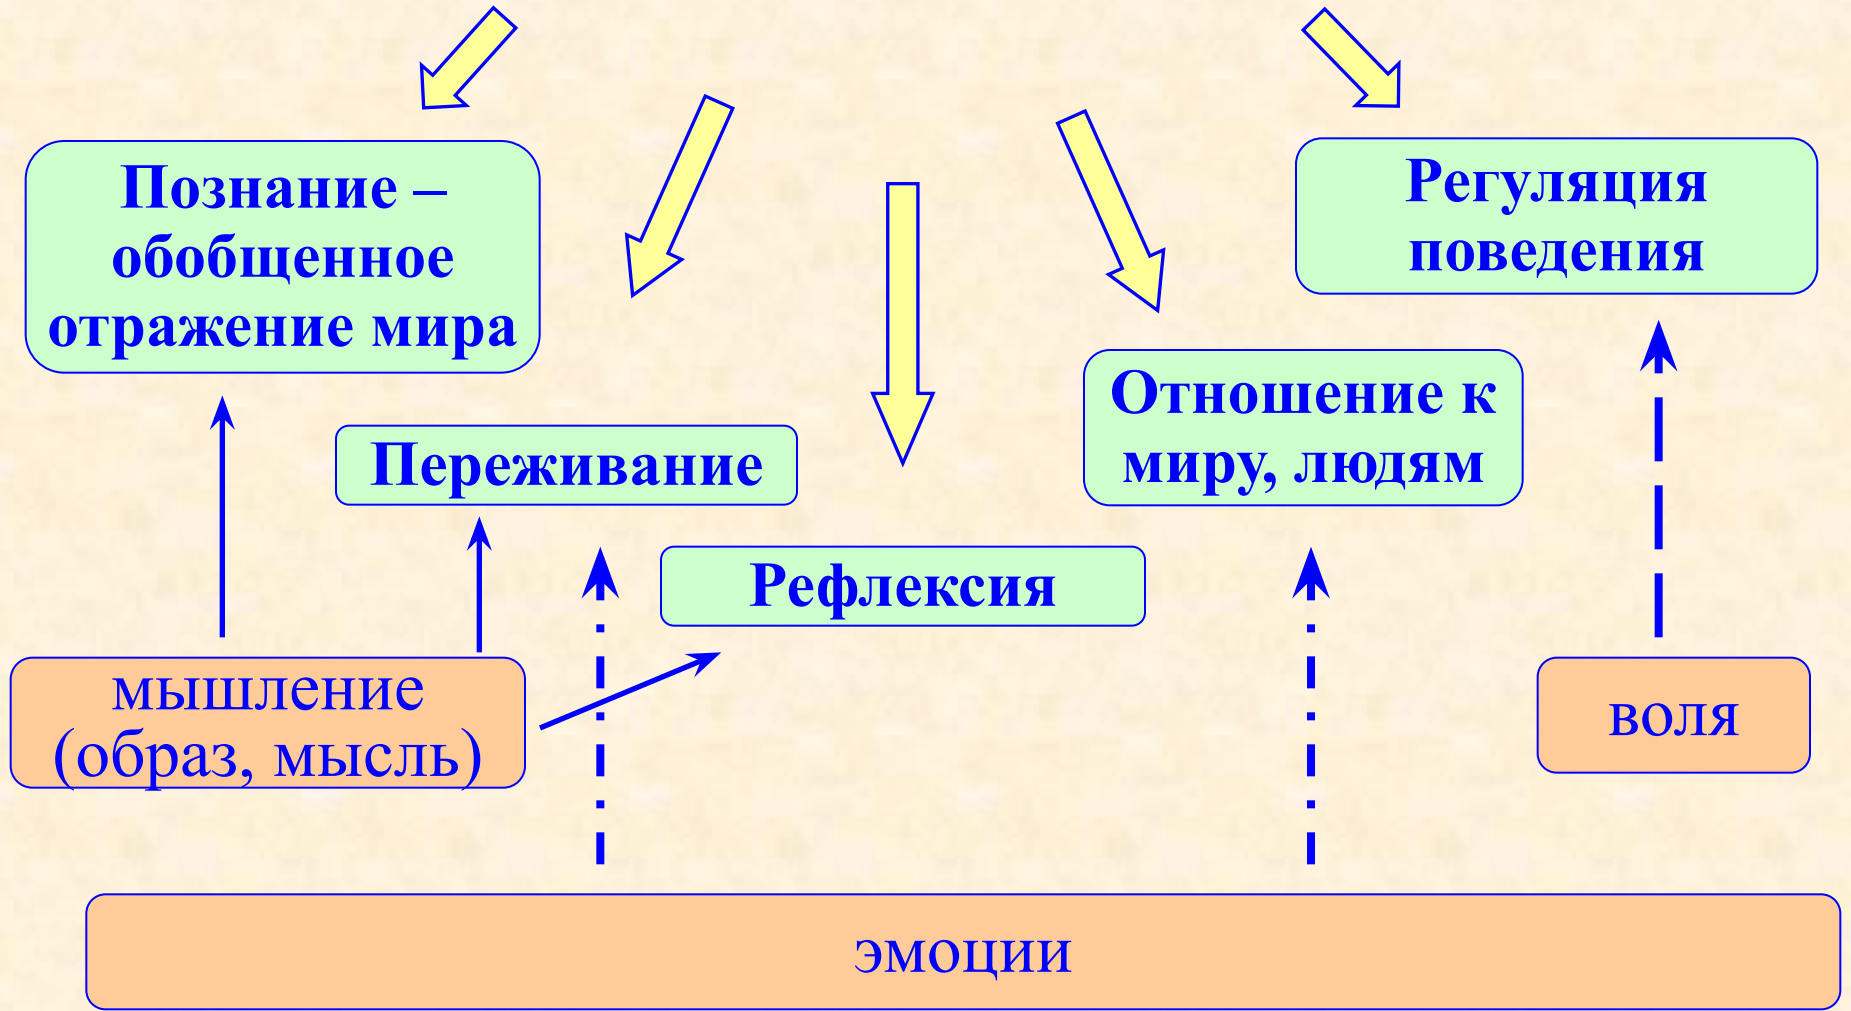 Познание –
обобщенное
отражение мира
Регуляция
поведения
Переживание
Отношение к
миру, людям
Рефлексия
мышление
(образ, мысль)
воля
эмоции